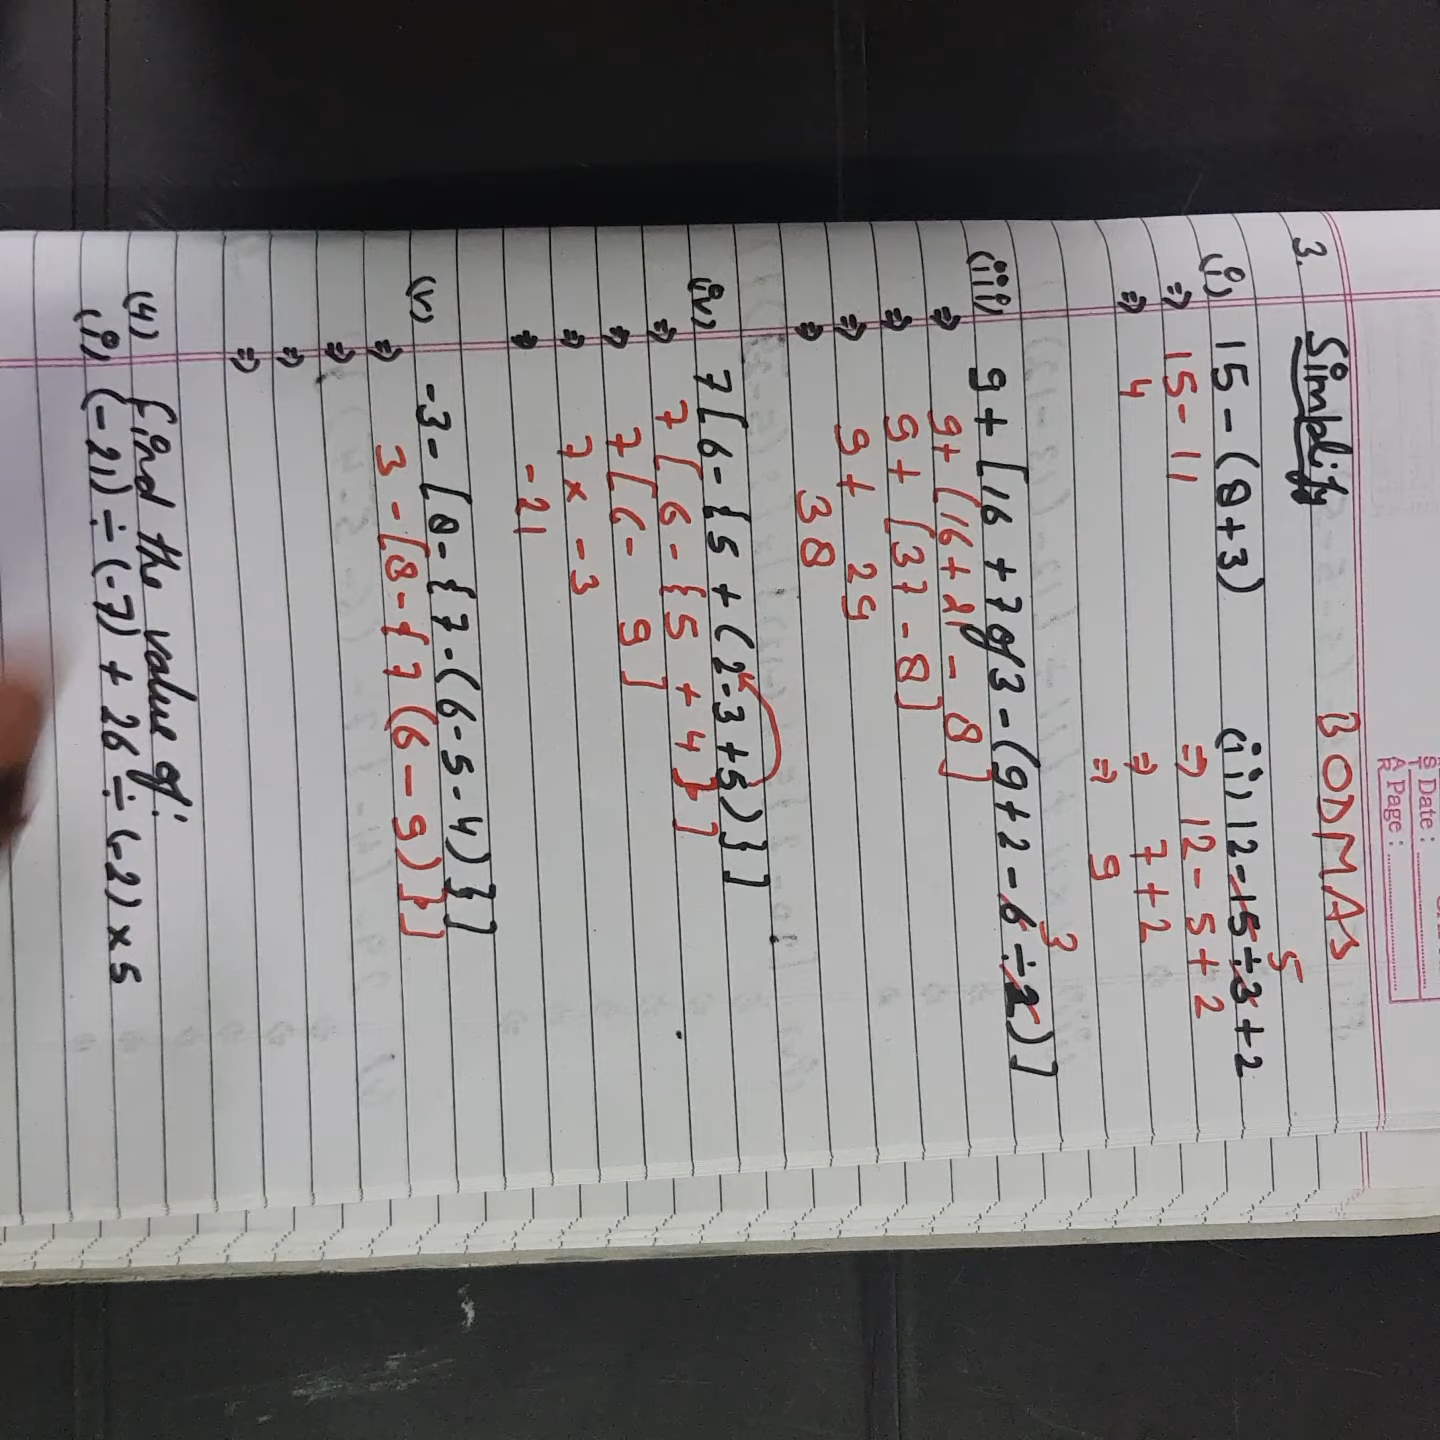 Date :
Page :
BODMAS
3. Simplify
(i) 15 - (8+3)
⇒ 15 - 11
⇒ 4
(ii) 12 - 15 ÷ 3 + 2
5
⇒ 12 - 5 + 2
⇒ 7 + 2
⇒ 9
(iii) 9 + [16 + 7 of 3 - (9 + 2 - 6 ÷ 2)]
3
⇒ 9 + [16 + 21 - 8]
⇒ 9 + [37 - 8]
⇒ 9 + 29
⇒ 38
(iv) 7 [6 - {5 + (2 - 3 + 5)}]
⇒ 7 [6 - {5 + 4}]
⇒ 7 [6 - 9]
⇒ 7 × -3
⇒ -21
(v) -3 - [8 - {7 - (6 - 5 - 4)}]
⇒ 3 - [8 - {7 (6 - 9)}]
⇒
⇒
⇒
(4) find the value of:
(i) (-21) ÷ (-7) + 26 ÷ (-2) × 5